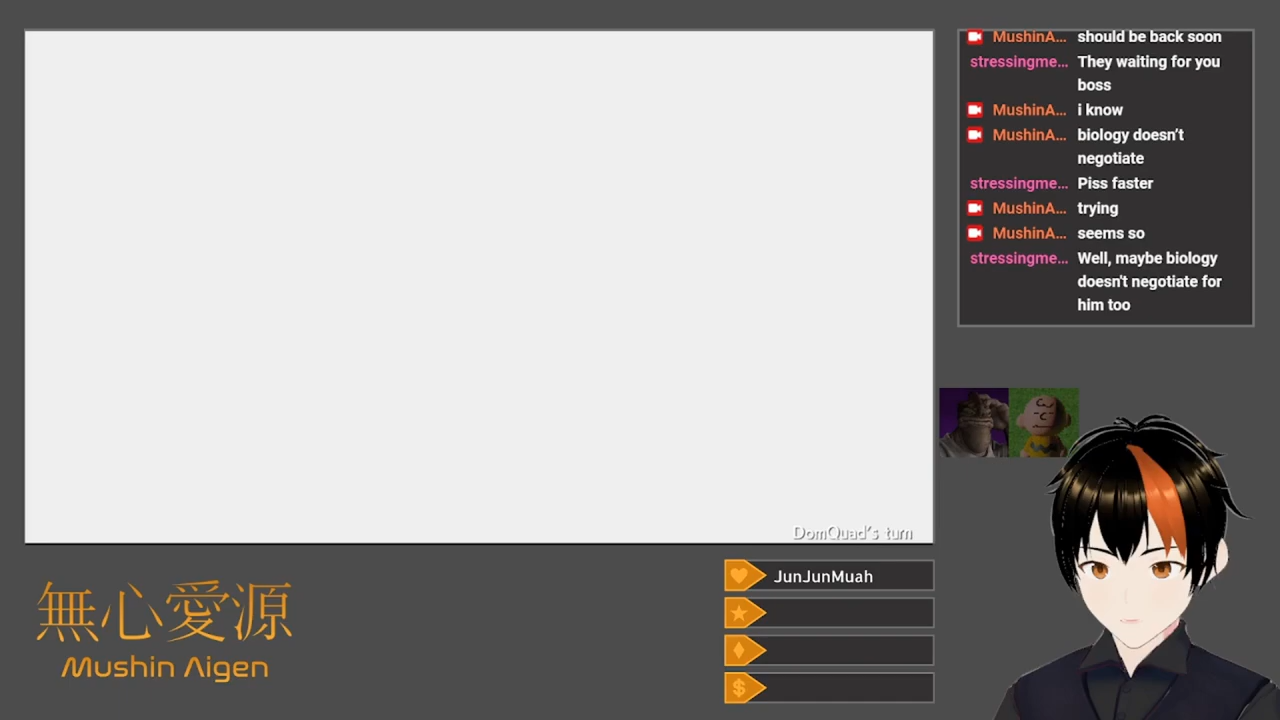 MushinA... should be back soon
stressingme... They waiting for you
boss
MushinA... i know
MushinA... biology doesn't
negotiate
stressingme... Piss faster
MushinA... trying
MushinA... seems so
stressingme... Well, maybe biology
doesn't negotiate for
him too
DomQuad's turn
JunJunMuah
$
無心愛源
Mushin Aigen